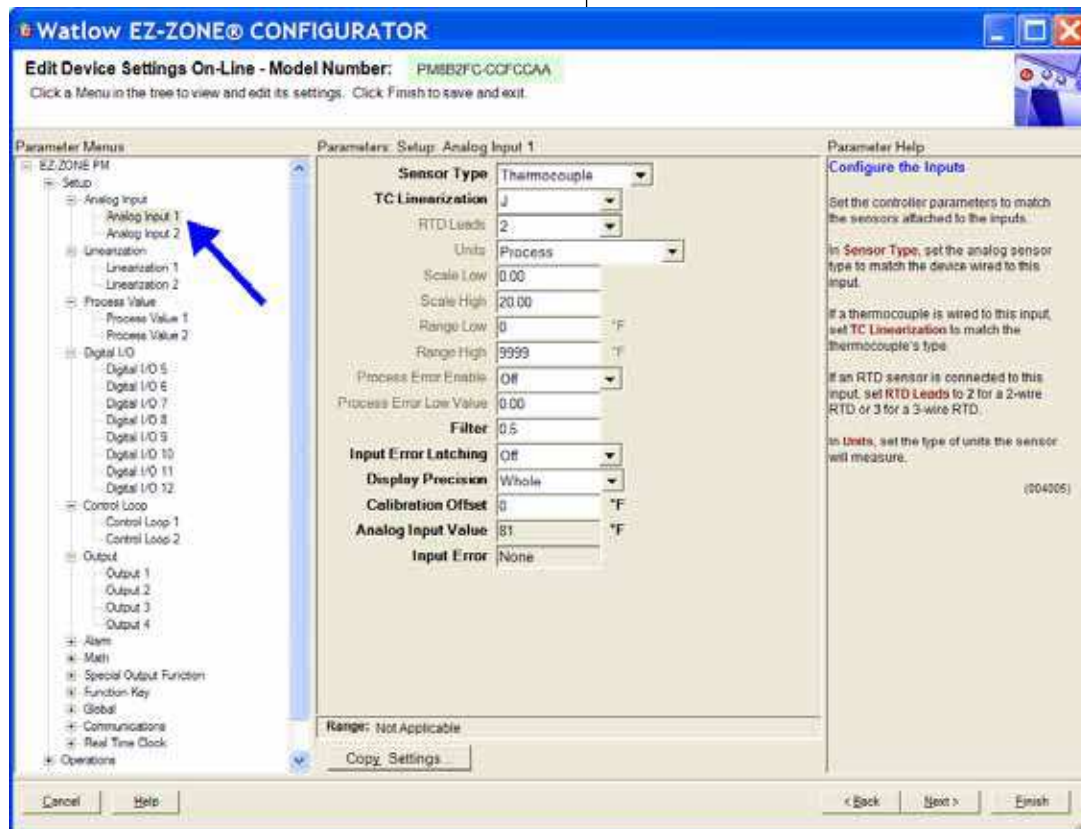 Watlow EZ-ZONE® CONFIGURATOR
Edit Device Settings On-Line - Model Number: PM8B2FC-CCFCCAA
Click a Menu in the tree to view and edit its settings. Click Finish to save and exit.
Parameter Menus
EZ-ZONE PM
Setup
Analog Input
Analog Input 1
Analog Input 2
Linearization
Linearization 1
Linearization 2
Process Value
Process Value 1
Process Value 2
Digital I/O
Digital I/O 5
Digital I/O 6
Digital I/O 7
Digital I/O 8
Digital I/O 9
Digital I/O 10
Digital I/O 11
Digital I/O 12
Control Loop
Control Loop 1
Control Loop 2
Output
Output 1
Output 2
Output 3
Output 4
Alarm
Math
Special Output Function
Function Key
Global
Communications
Real Time Clock
Operations
Parameters: Setup: Analog Input 1
Sensor Type Thermocouple
TC Linearization J
RTD Leads 2
Units Process
Scale Low 0.00
Scale High 20.00
Range Low 0 °F
Range High 9999 °F
Process Error Enable Off
Process Error Low Value 0.00
Filter 0.5
Input Error Latching Off
Display Precision Whole
Calibration Offset 0 °F
Analog Input Value 81 °F
Input Error None
Range: Not Applicable
Copy Settings...
Parameter Help
Configure the Inputs
Set the controller parameters to match
the sensors attached to the inputs.
In Sensor Type, set the analog sensor
type to match the device wired to this
input.
If a thermocouple is wired to this input,
set TC Linearization to match the
thermocouple's type
If an RTD sensor is connected to this
input, set RTD Leads to 2 for a 2-wire
RTD or 3 for a 3-wire RTD.
In Units, set the type of units the sensor
will measure.
(004005)
Cancel
Help
< Back
Next >
Finish